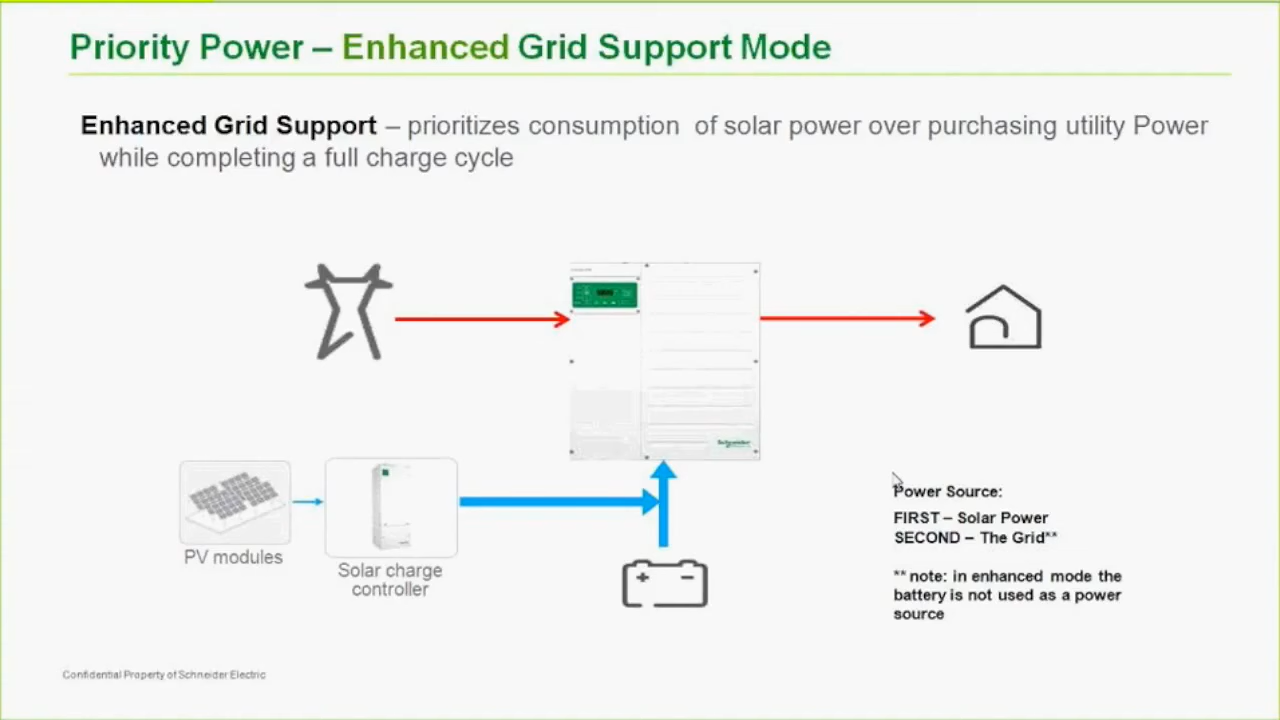 Priority Power – Enhanced Grid Support Mode
Enhanced Grid Support – prioritizes consumption of solar power over purchasing utility Power
while completing a full charge cycle
Schneider
PV modules
Solar charge
controller
Power Source:
FIRST – Solar Power
SECOND – The Grid**
** note: in enhanced mode the
battery is not used as a power
source
Confidential Property of Schneider Electric